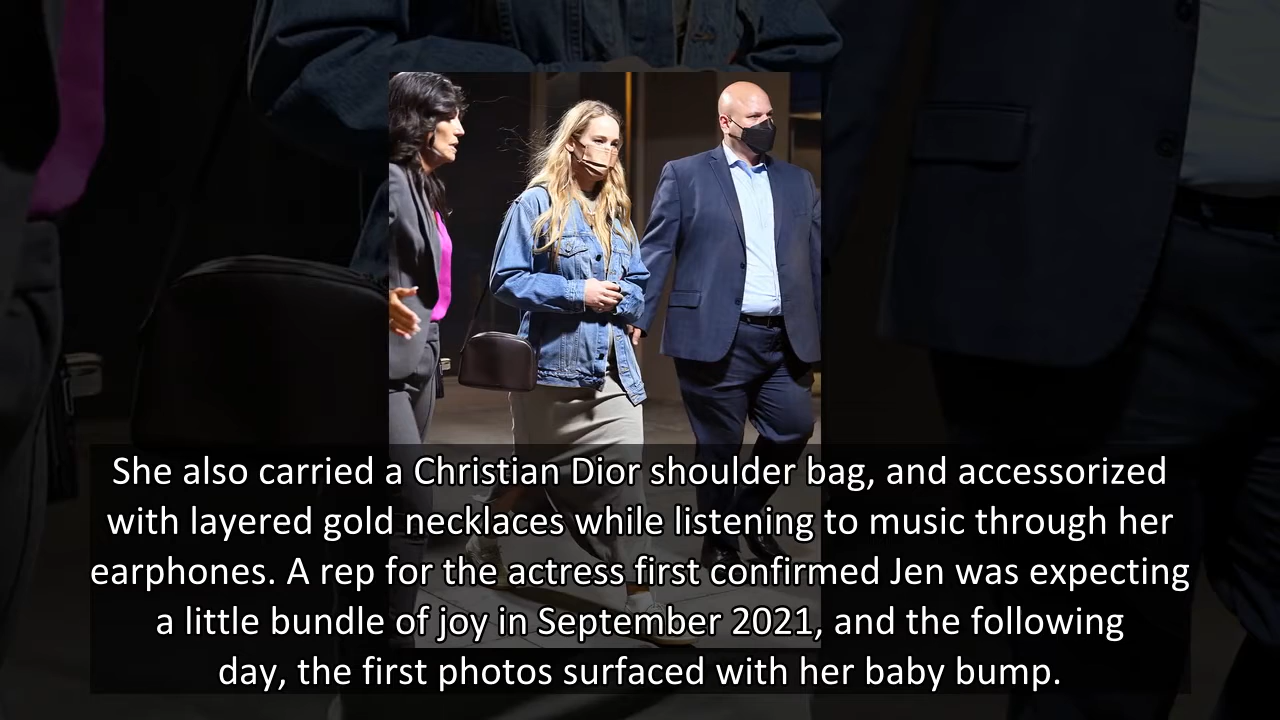 She also carried a Christian Dior shoulder bag, and accessorized
with layered gold necklaces while listening to music through her
earphones. A rep for the actress first confirmed Jen was expecting
a little bundle of joy in September 2021, and the following
day, the first photos surfaced with her baby bump.